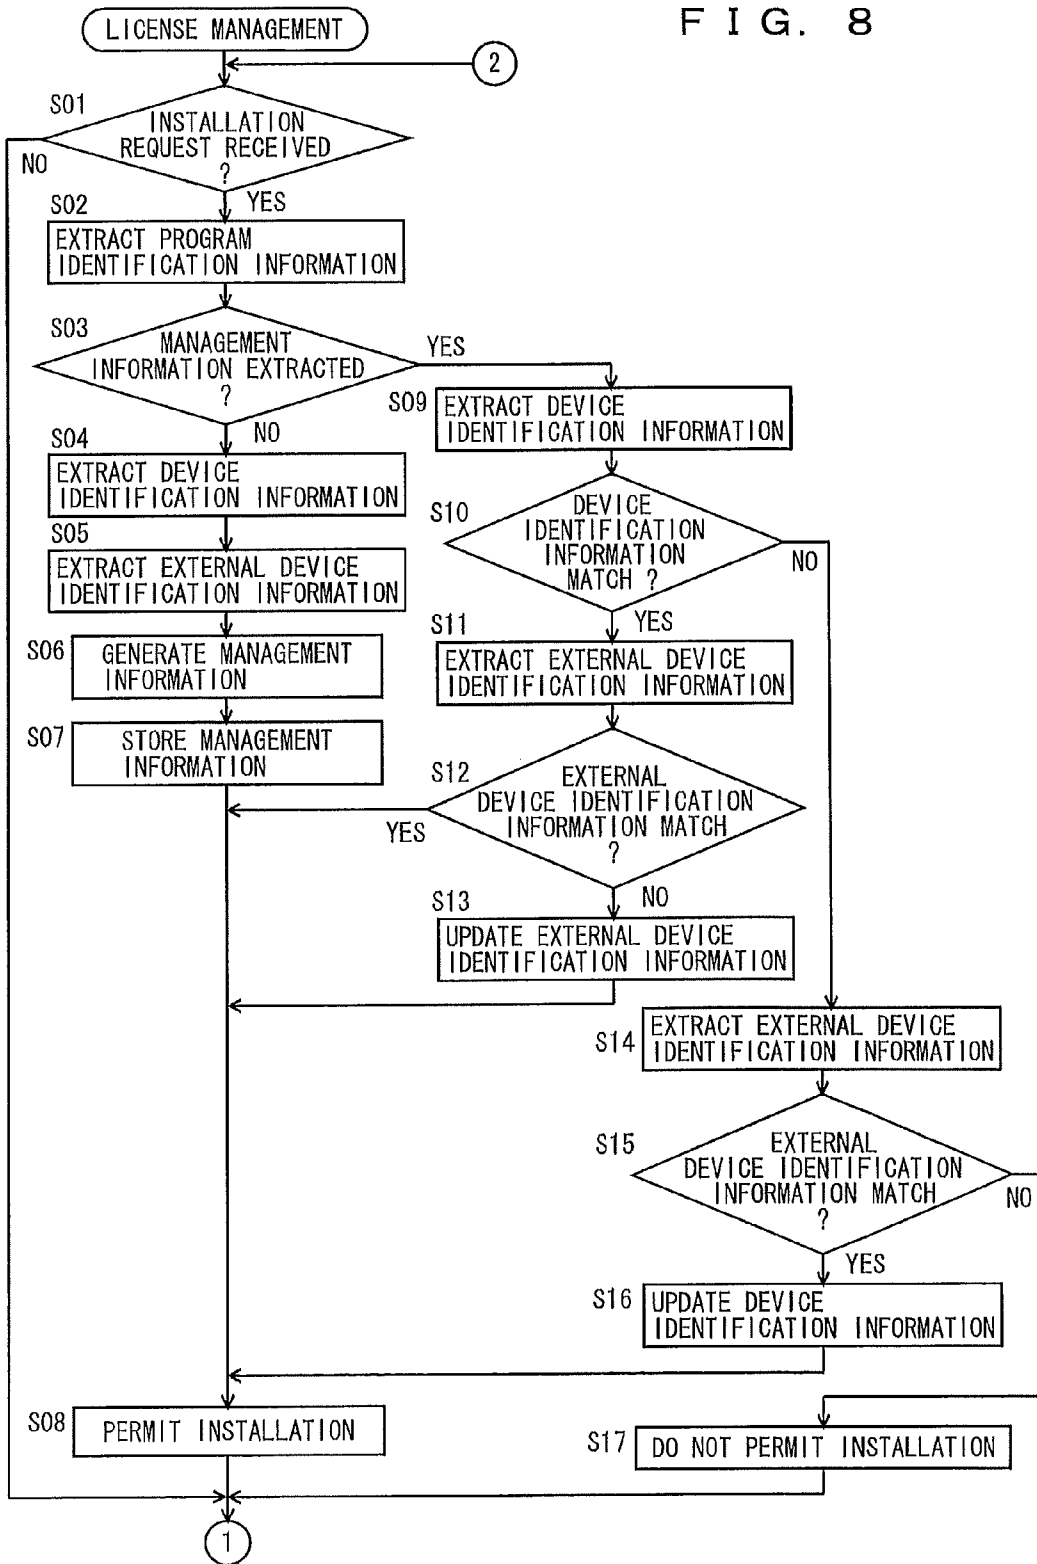 FIG. 8
LICENSE MANAGEMENT
2
S01
INSTALLATION
REQUEST RECEIVED
?
NO
YES
S02
EXTRACT PROGRAM
IDENTIFICATION INFORMATION
S03
MANAGEMENT
INFORMATION EXTRACTED
?
YES
NO
S04
EXTRACT DEVICE
IDENTIFICATION INFORMATION
S05
EXTRACT EXTERNAL DEVICE
IDENTIFICATION INFORMATION
S06
GENERATE MANAGEMENT
INFORMATION
S07
STORE MANAGEMENT
INFORMATION
S09
EXTRACT DEVICE
IDENTIFICATION INFORMATION
S10
DEVICE
IDENTIFICATION
INFORMATION
MATCH ?
NO
YES
S11
EXTRACT EXTERNAL DEVICE
IDENTIFICATION INFORMATION
S12
EXTERNAL
DEVICE IDENTIFICATION
INFORMATION MATCH
?
YES
NO
S13
UPDATE EXTERNAL DEVICE
IDENTIFICATION INFORMATION
S14
EXTRACT EXTERNAL DEVICE
IDENTIFICATION INFORMATION
S15
EXTERNAL
DEVICE IDENTIFICATION
INFORMATION MATCH
?
NO
YES
S16
UPDATE DEVICE
IDENTIFICATION INFORMATION
S08
PERMIT INSTALLATION
S17
DO NOT PERMIT INSTALLATION
1